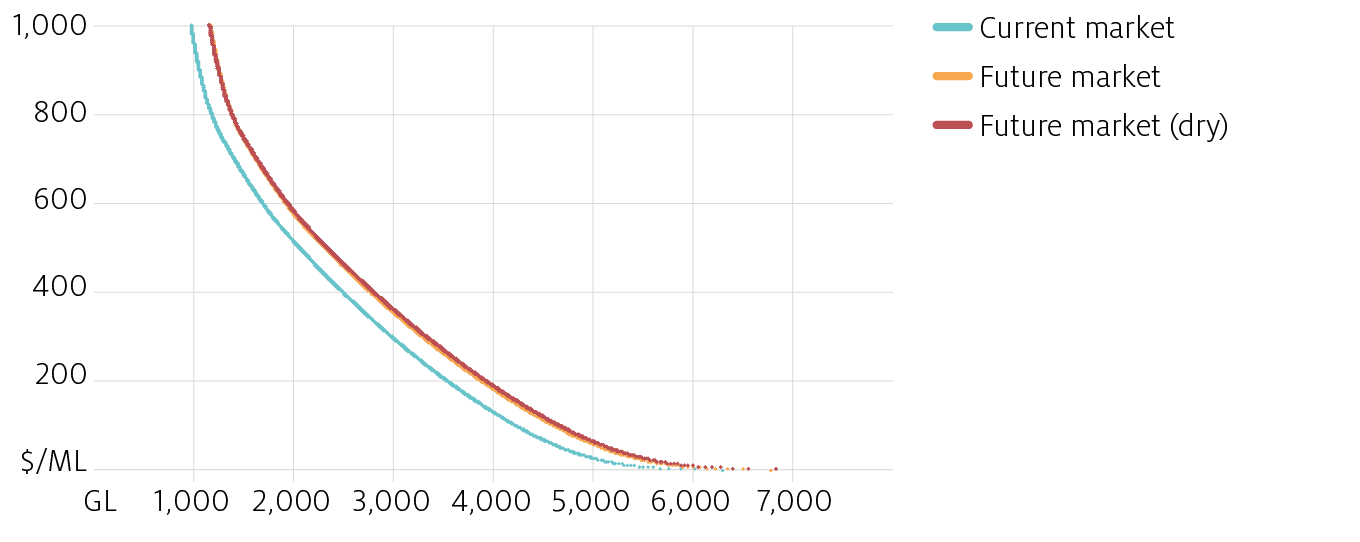 1,000
800
600
400
200
$/ML
GL 1,000 2,000 3,000 4,000 5,000 6,000 7,000
Current market
Future market
Future market (dry)